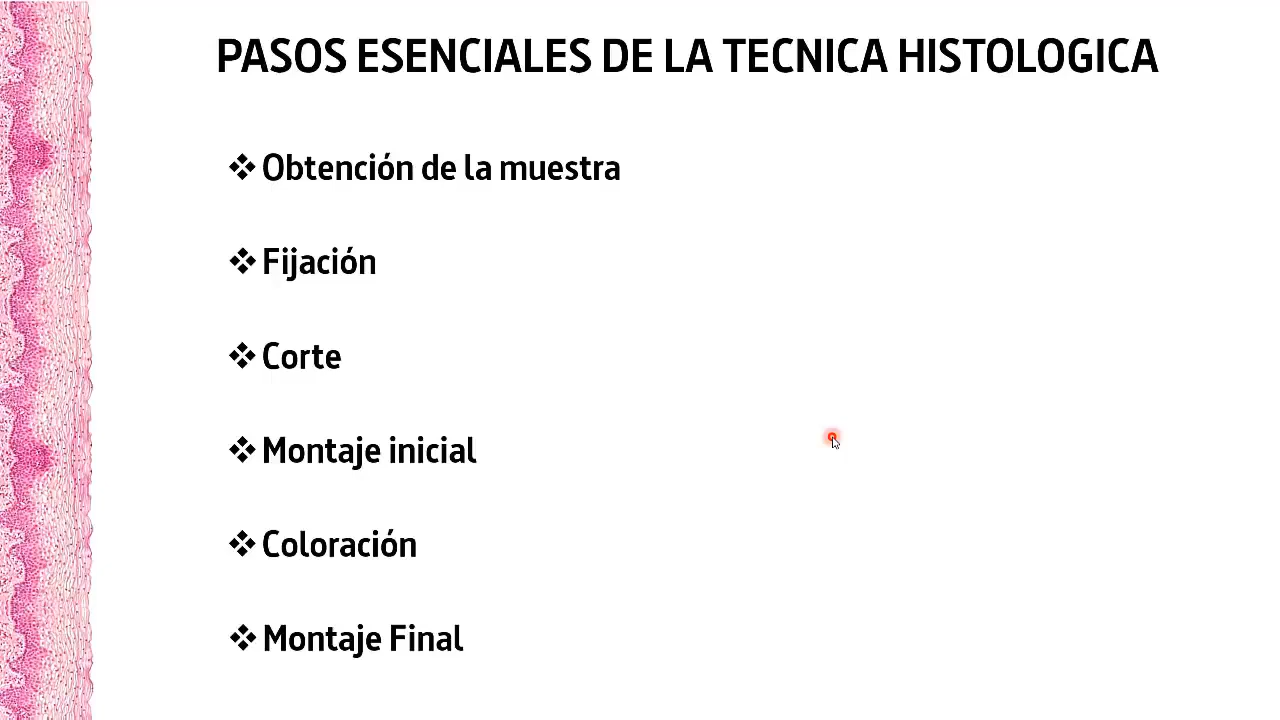 PASOS ESENCIALES DE LA TECNICA HISTOLOGICA
❖ Obtención de la muestra
❖ Fijación
❖ Corte
❖ Montaje inicial
❖ Coloración
❖ Montaje Final